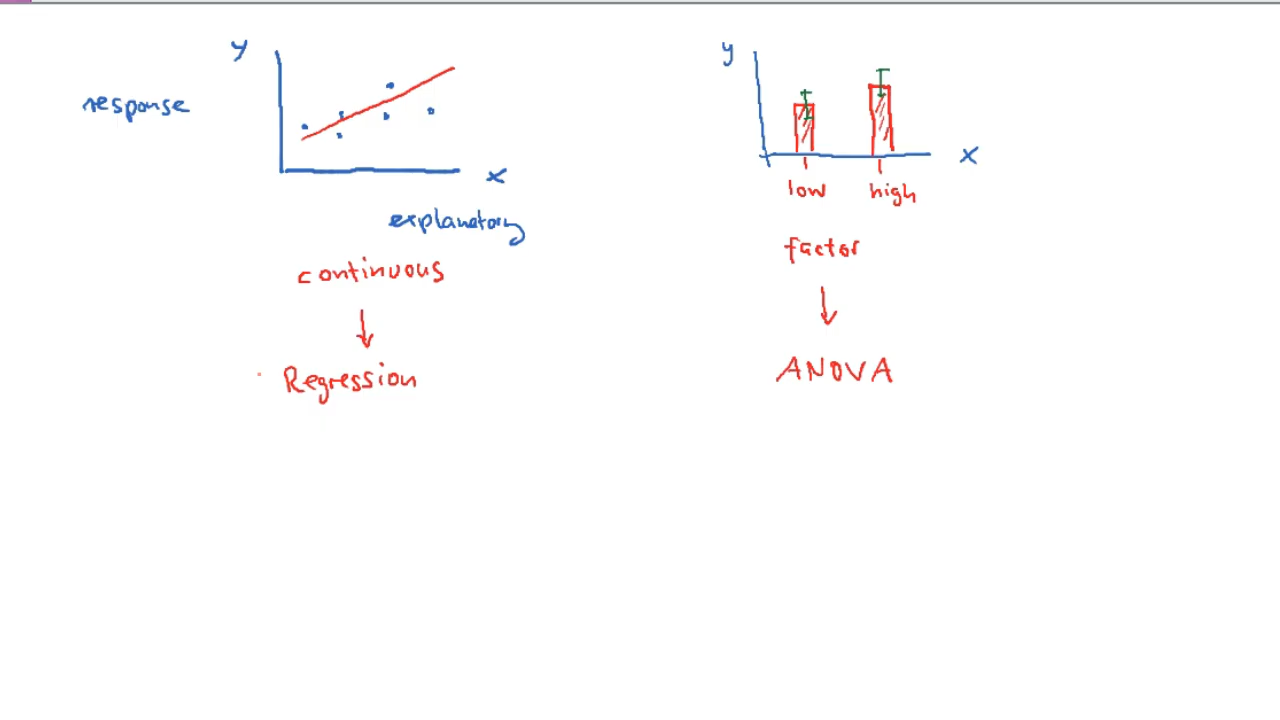 y
response
x
explanatory
continuous
Regression
y
x
low high
factor
ANOVA